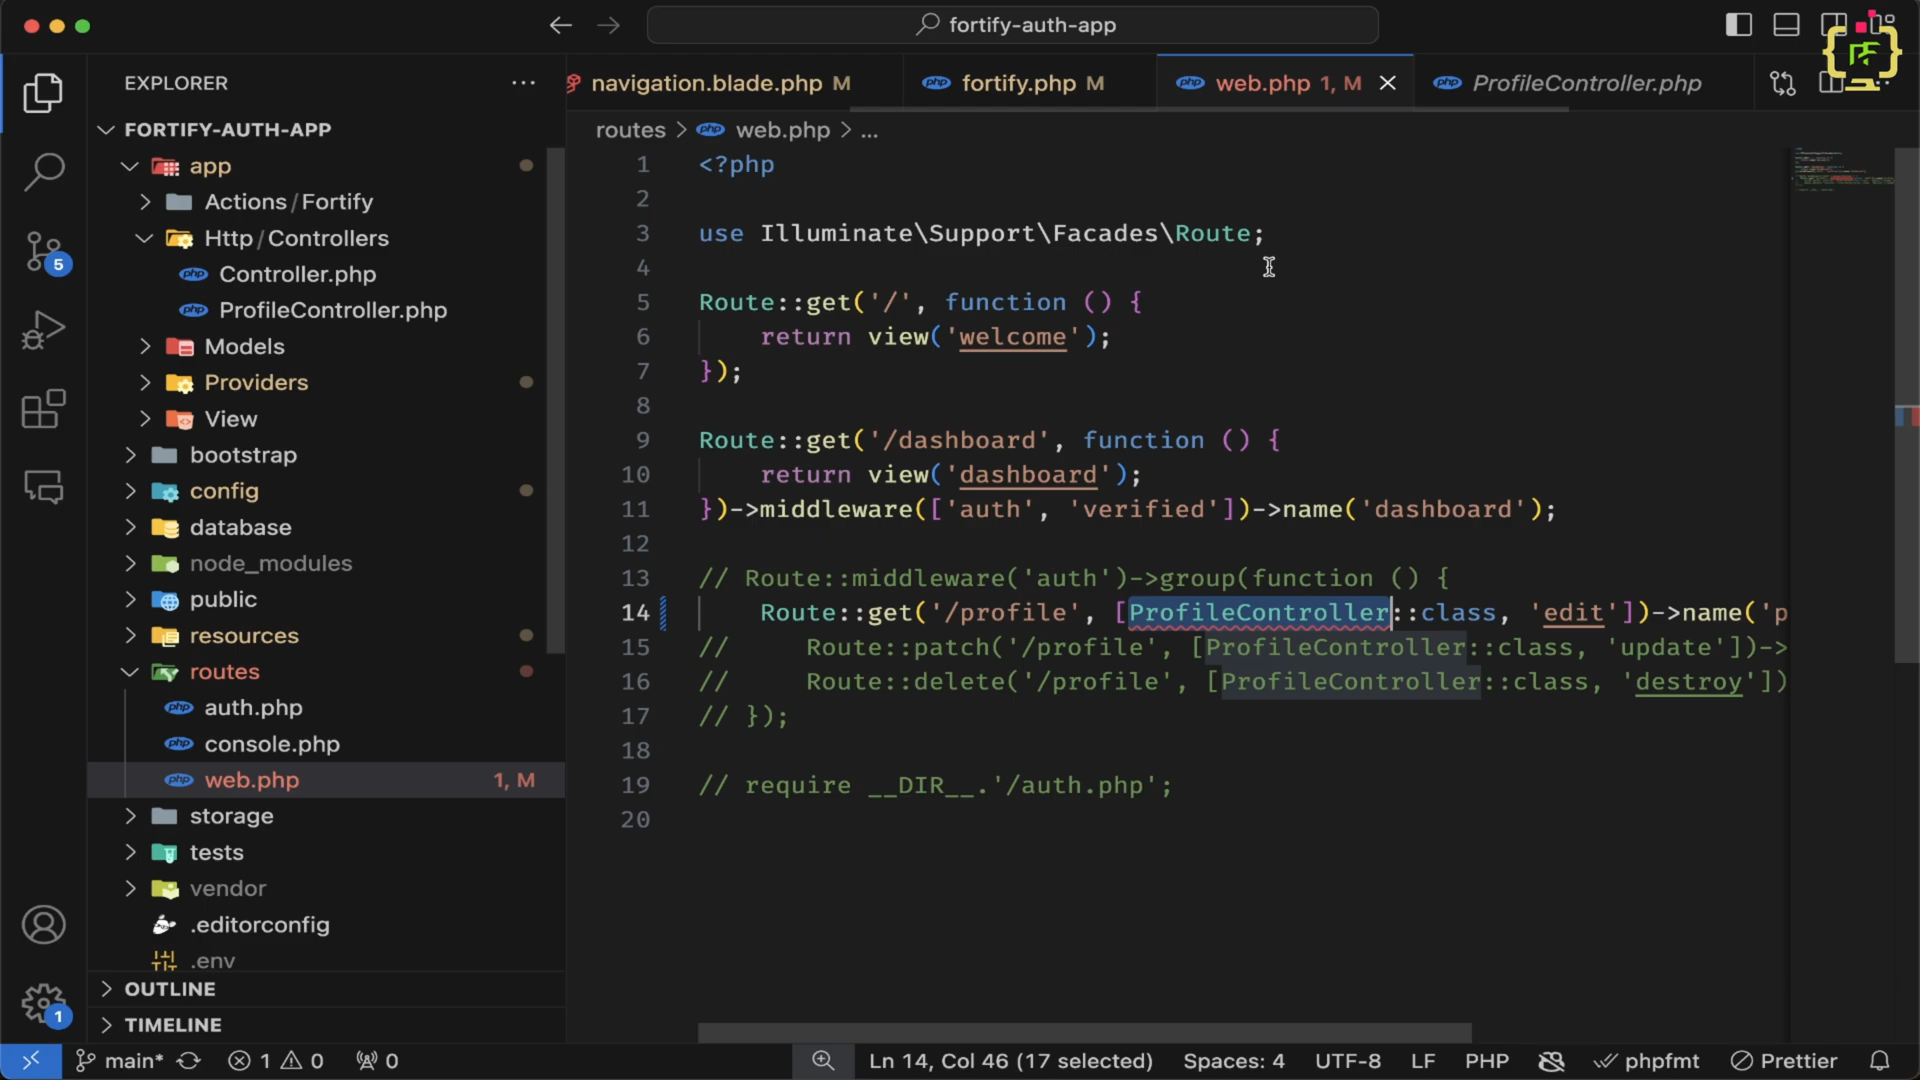 fortify-auth-app
EXPLORER
navigation.blade.php M
fortify.php M
web.php 1, M
ProfileController.php
FORTIFY-AUTH-APP
routes > web.php > ...
app
Actions / Fortify
Http / Controllers
Controller.php
ProfileController.php
Models
Providers
View
bootstrap
config
database
node_modules
public
resources
routes
auth.php
console.php
web.php 1, M
storage
tests
vendor
.editorconfig
.env
OUTLINE
TIMELINE
5
1
1 <?php
2
3 use Illuminate\Support\Facades\Route;
4
5 Route::get('/', function () {
6 return view('welcome');
7 });
8
9 Route::get('/dashboard', function () {
10 return view('dashboard');
11 })->middleware(['auth', 'verified'])->name('dashboard');
12
13 // Route::middleware('auth')->group(function () {
14 Route::get('/profile', [ProfileController::class, 'edit'])->name('p
15 // Route::patch('/profile', [ProfileController::class, 'update'])->
16 // Route::delete('/profile', [ProfileController::class, 'destroy'])
17 // });
18
19 // require __DIR__.'/auth.php';
20
main* 1 0 0 Ln 14, Col 46 (17 selected) Spaces: 4 UTF-8 LF PHP phpfmt Prettier